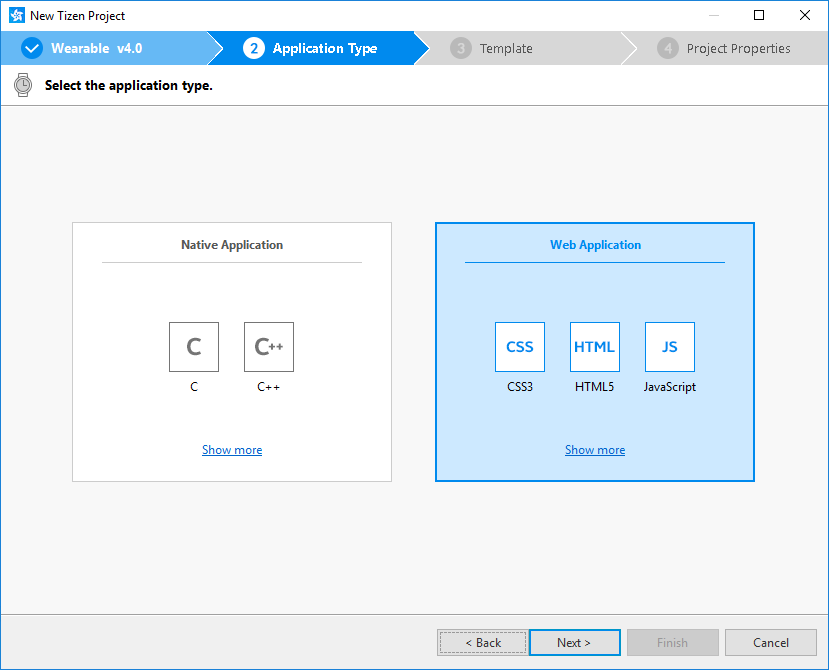 New Tizen Project
Wearable v4.0
2 Application Type
3 Template
4 Project Properties
Select the application type.
Native Application
C
C++
C
C++
Show more
Web Application
CSS
HTML
JS
CSS3
HTML5
JavaScript
Show more
< Back
Next >
Finish
Cancel